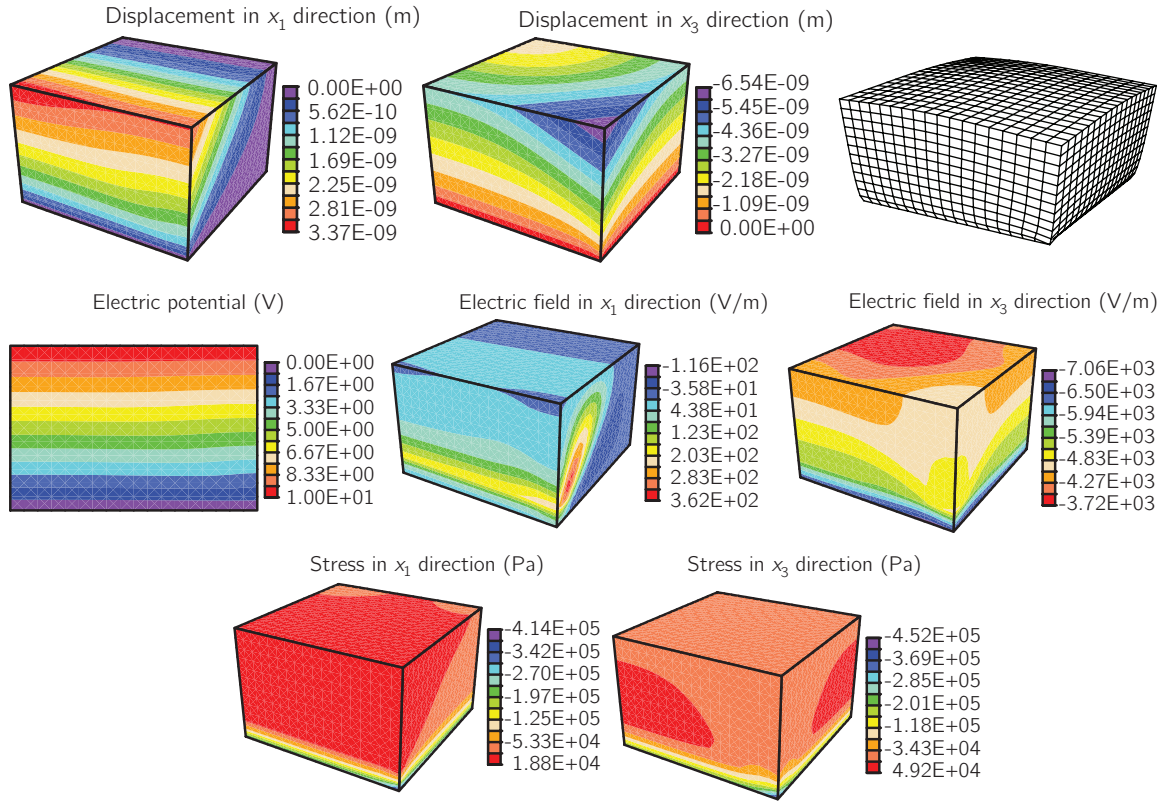 Displacement in x₁ direction (m)
0.00E+00
5.62E-10
1.12E-09
1.69E-09
2.25E-09
2.81E-09
3.37E-09
Displacement in x₃ direction (m)
-6.54E-09
-5.45E-09
-4.36E-09
-3.27E-09
-2.18E-09
-1.09E-09
0.00E+00
Electric potential (V)
0.00E+00
1.67E+00
3.33E+00
5.00E+00
6.67E+00
8.33E+00
1.00E+01
Electric field in x₁ direction (V/m)
-1.16E+02
-3.58E+01
4.38E+01
1.23E+02
2.03E+02
2.83E+02
3.62E+02
Electric field in x₃ direction (V/m)
-7.06E+03
-6.50E+03
-5.94E+03
-5.39E+03
-4.83E+03
-4.27E+03
-3.72E+03
Stress in x₁ direction (Pa)
-4.14E+05
-3.42E+05
-2.70E+05
-1.97E+05
-1.25E+05
-5.33E+04
1.88E+04
Stress in x₃ direction (Pa)
-4.52E+05
-3.69E+05
-2.85E+05
-2.01E+05
-1.18E+05
-3.43E+04
4.92E+04